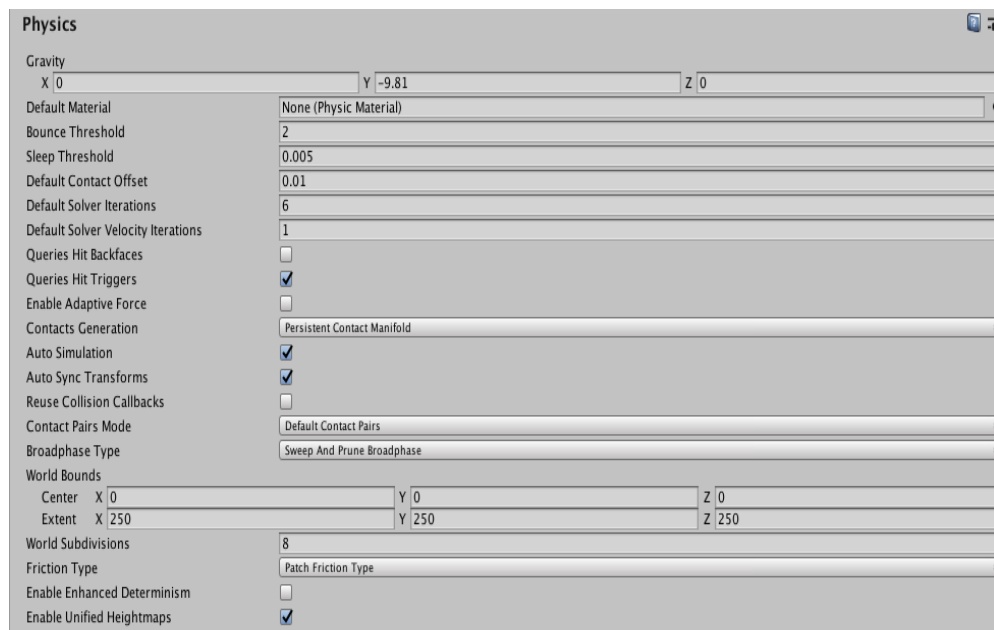 Physics
Gravity
X 0 Y -9.81 Z 0
Default Material None (Physic Material)
Bounce Threshold 2
Sleep Threshold 0.005
Default Contact Offset 0.01
Default Solver Iterations 6
Default Solver Velocity Iterations 1
Queries Hit Backfaces
Queries Hit Triggers
Enable Adaptive Force
Contacts Generation Persistent Contact Manifold
Auto Simulation
Auto Sync Transforms
Reuse Collision Callbacks
Contact Pairs Mode Default Contact Pairs
Broadphase Type Sweep And Prune Broadphase
World Bounds
Center X 0 Y 0 Z 0
Extent X 250 Y 250 Z 250
World Subdivisions 8
Friction Type Patch Friction Type
Enable Enhanced Determinism
Enable Unified Heightmaps